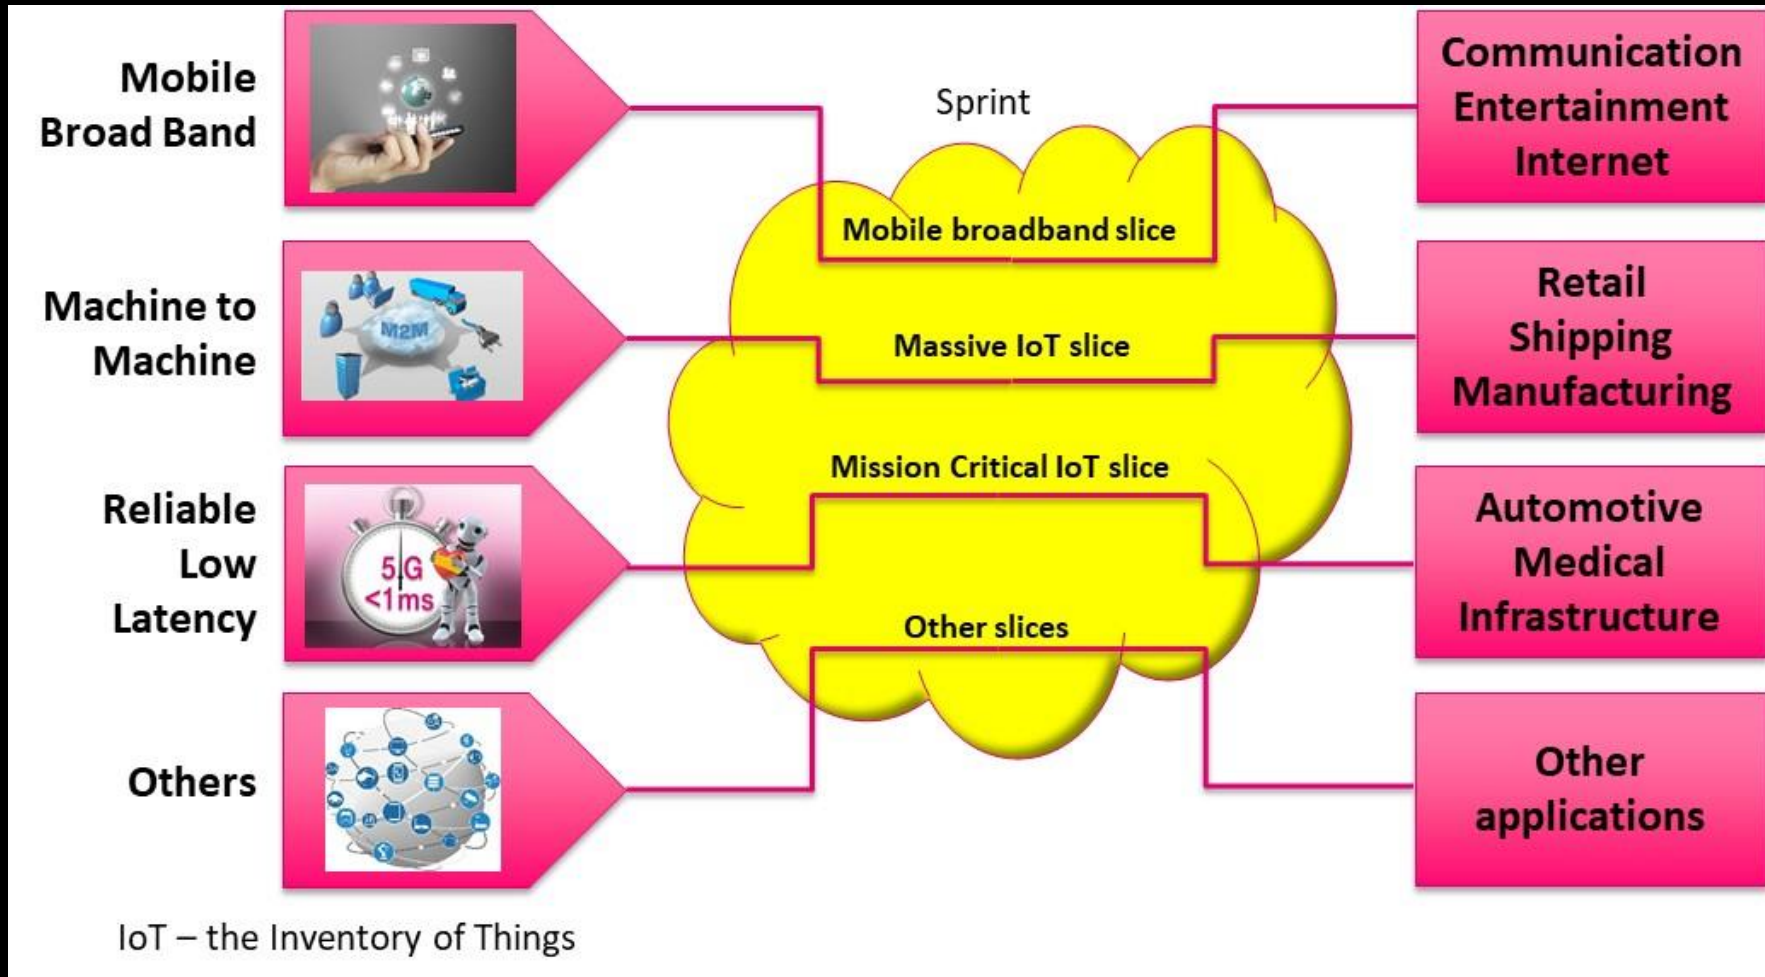 Mobile
Broad Band
Sprint
Communication
Entertainment
Internet
Mobile broadband slice
Machine to
Machine
M2M
Massive IoT slice
Retail
Shipping
Manufacturing
Reliable
Low
Latency
5G
<1ms
Mission Critical IoT slice
Automotive
Medical
Infrastructure
Other slices
Others
Other
applications
IoT – the Inventory of Things